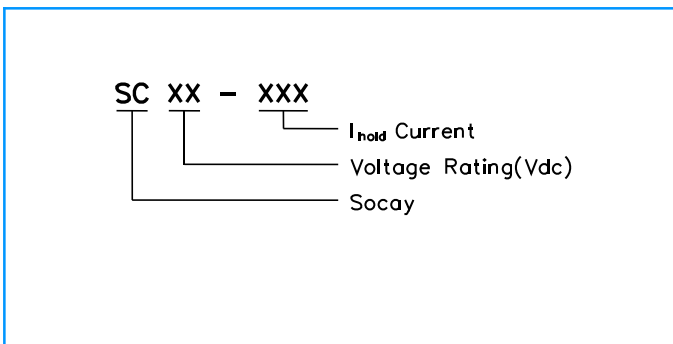 SC XX - XXX
Ihold Current
Voltage Rating(Vdc)
Socay